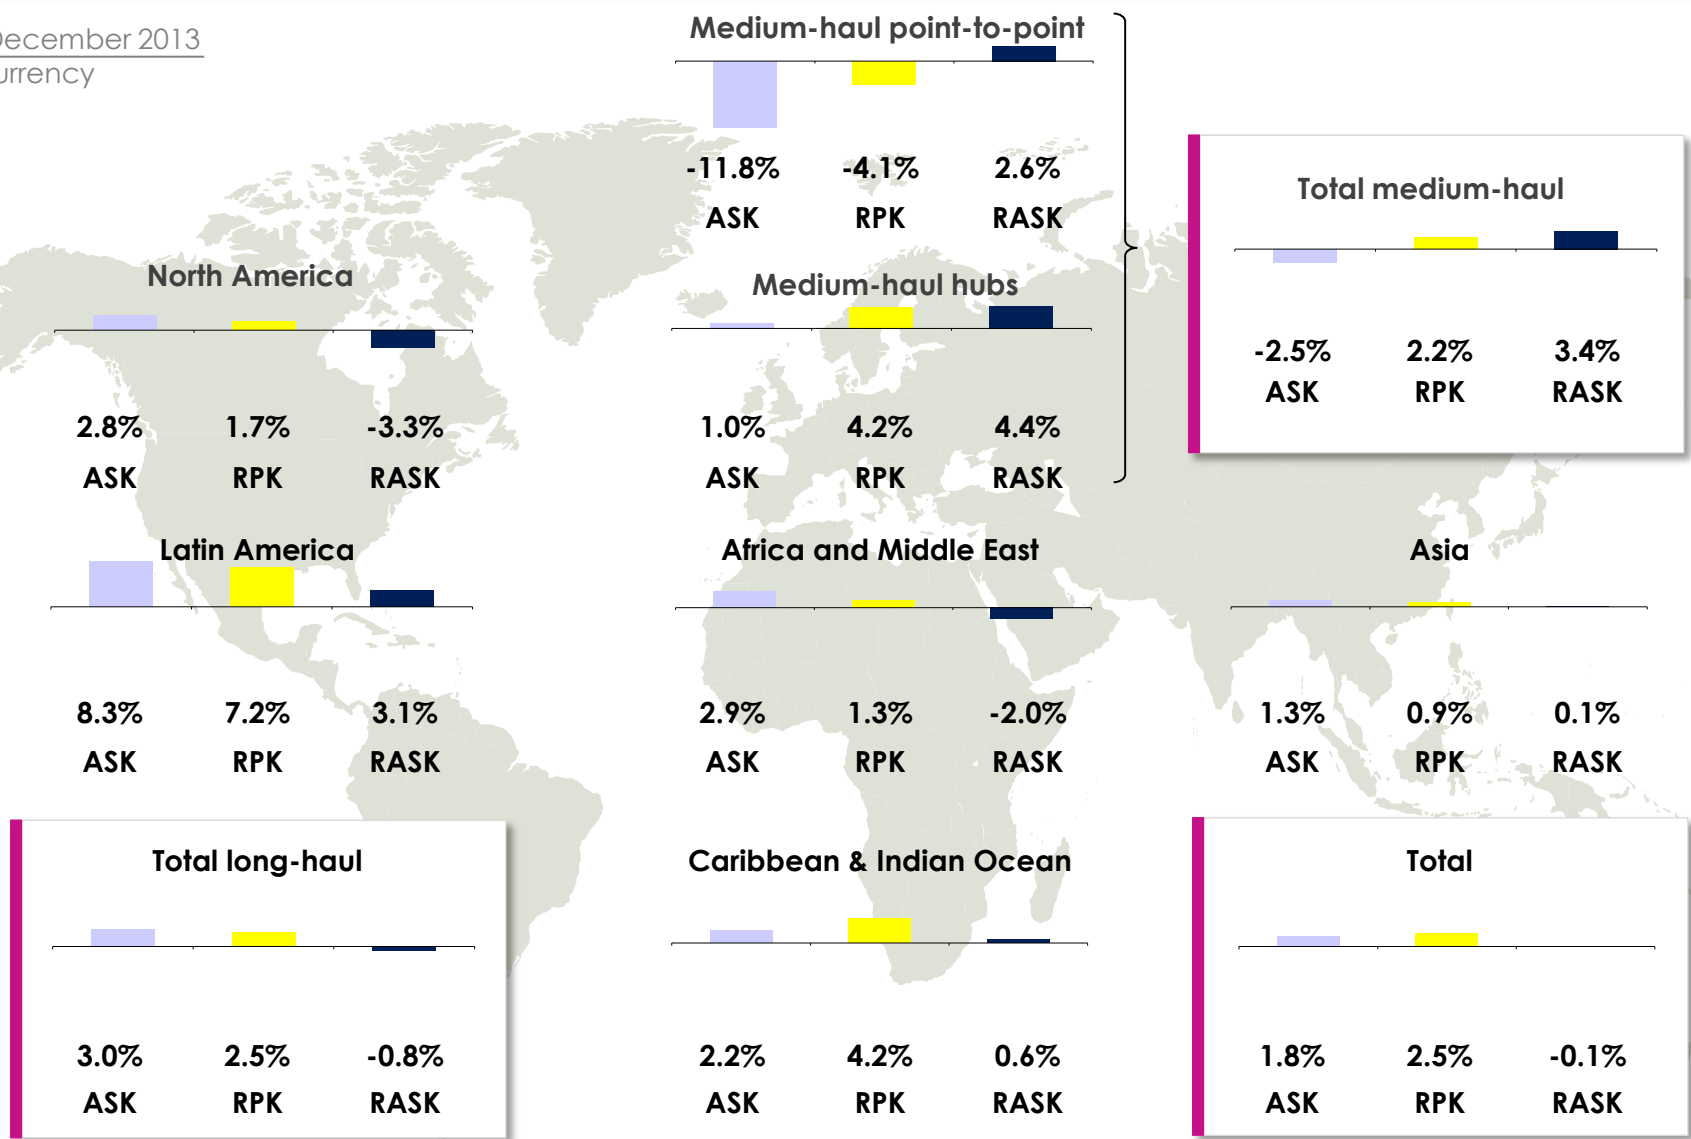 December 2013
Medium-haul point-to-point
-11.8% -4.1% 2.6%
ASK RPK RASK
Total medium-haul
-2.5% 2.2% 3.4%
ASK RPK RASK
North America
2.8% 1.7% -3.3%
ASK RPK RASK
Medium-haul hubs
1.0% 4.2% 4.4%
ASK RPK RASK
Latin America
8.3% 7.2% 3.1%
ASK RPK RASK
Africa and Middle East
2.9% 1.3% -2.0%
ASK RPK RASK
Asia
1.3% 0.9% 0.1%
ASK RPK RASK
Total long-haul
3.0% 2.5% -0.8%
ASK RPK RASK
Caribbean & Indian Ocean
2.2% 4.2% 0.6%
ASK RPK RASK
Total
1.8% 2.5% -0.1%
ASK RPK RASK